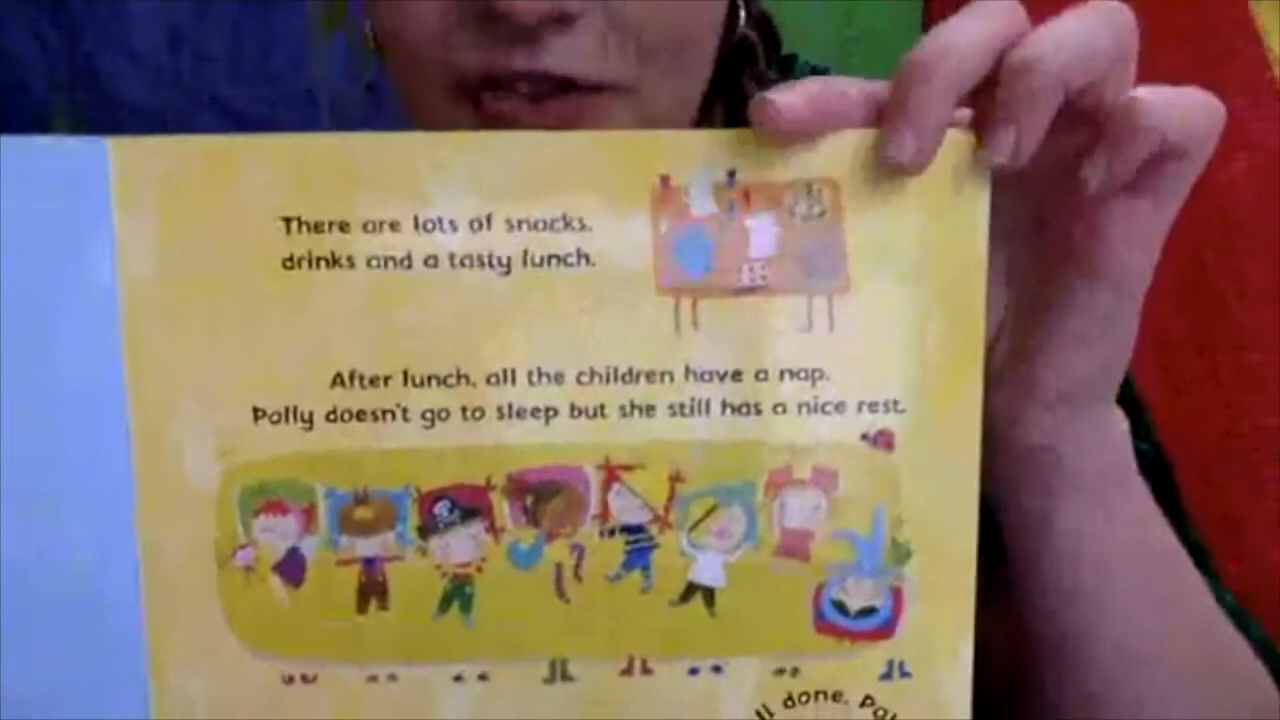 There are lots of snacks,
drinks and a tasty lunch.
After lunch, all the children have a nap.
Polly doesn't go to sleep but she still has a nice rest.
done,